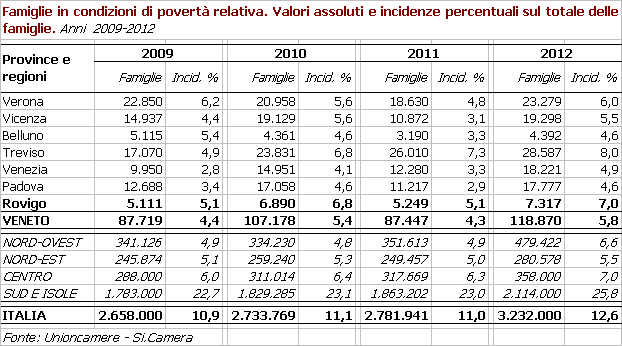 Famiglie in condizioni di povertà relativa. Valori assoluti e incidenze percentuali sul totale delle
famiglie. Anni 2009-2012
Province e regioni 2009 2010 2011 2012
Famiglie Incid. % Famiglie Incid. % Famiglie Incid. % Famiglie Incid. %
Verona 22.850 6,2 20.958 5,6 18.630 4,8 23.279 6,0
Vicenza 14.937 4,4 19.129 5,6 10.872 3,1 19.298 5,5
Belluno 5.115 5,4 4.361 4,6 3.190 3,3 4.392 4,6
Treviso 17.070 4,9 23.831 6,8 26.010 7,3 28.587 8,0
Venezia 9.950 2,8 14.951 4,1 12.280 3,3 18.221 4,9
Padova 12.688 3,4 17.058 4,6 11.217 2,9 17.777 4,6
Rovigo 5.111 5,1 6.890 6,8 5.249 5,1 7.317 7,0
VENETO 87.719 4,4 107.178 5,4 87.447 4,3 118.870 5,8
NORD-OVEST 341.126 4,9 334.230 4,8 351.613 4,9 479.422 6,6
NORD-EST 245.874 5,1 259.240 5,3 249.457 5,0 280.578 5,5
CENTRO 288.000 6,0 311.014 6,4 317.669 6,3 358.000 7,0
SUD E ISOLE 1.783.000 22,7 1.829.285 23,1 1.863.202 23,0 2.114.000 25,8
ITALIA 2.658.000 10,9 2.733.769 11,1 2.781.941 11,0 3.232.000 12,6
Fonte: Unioncamere - Si.Camera